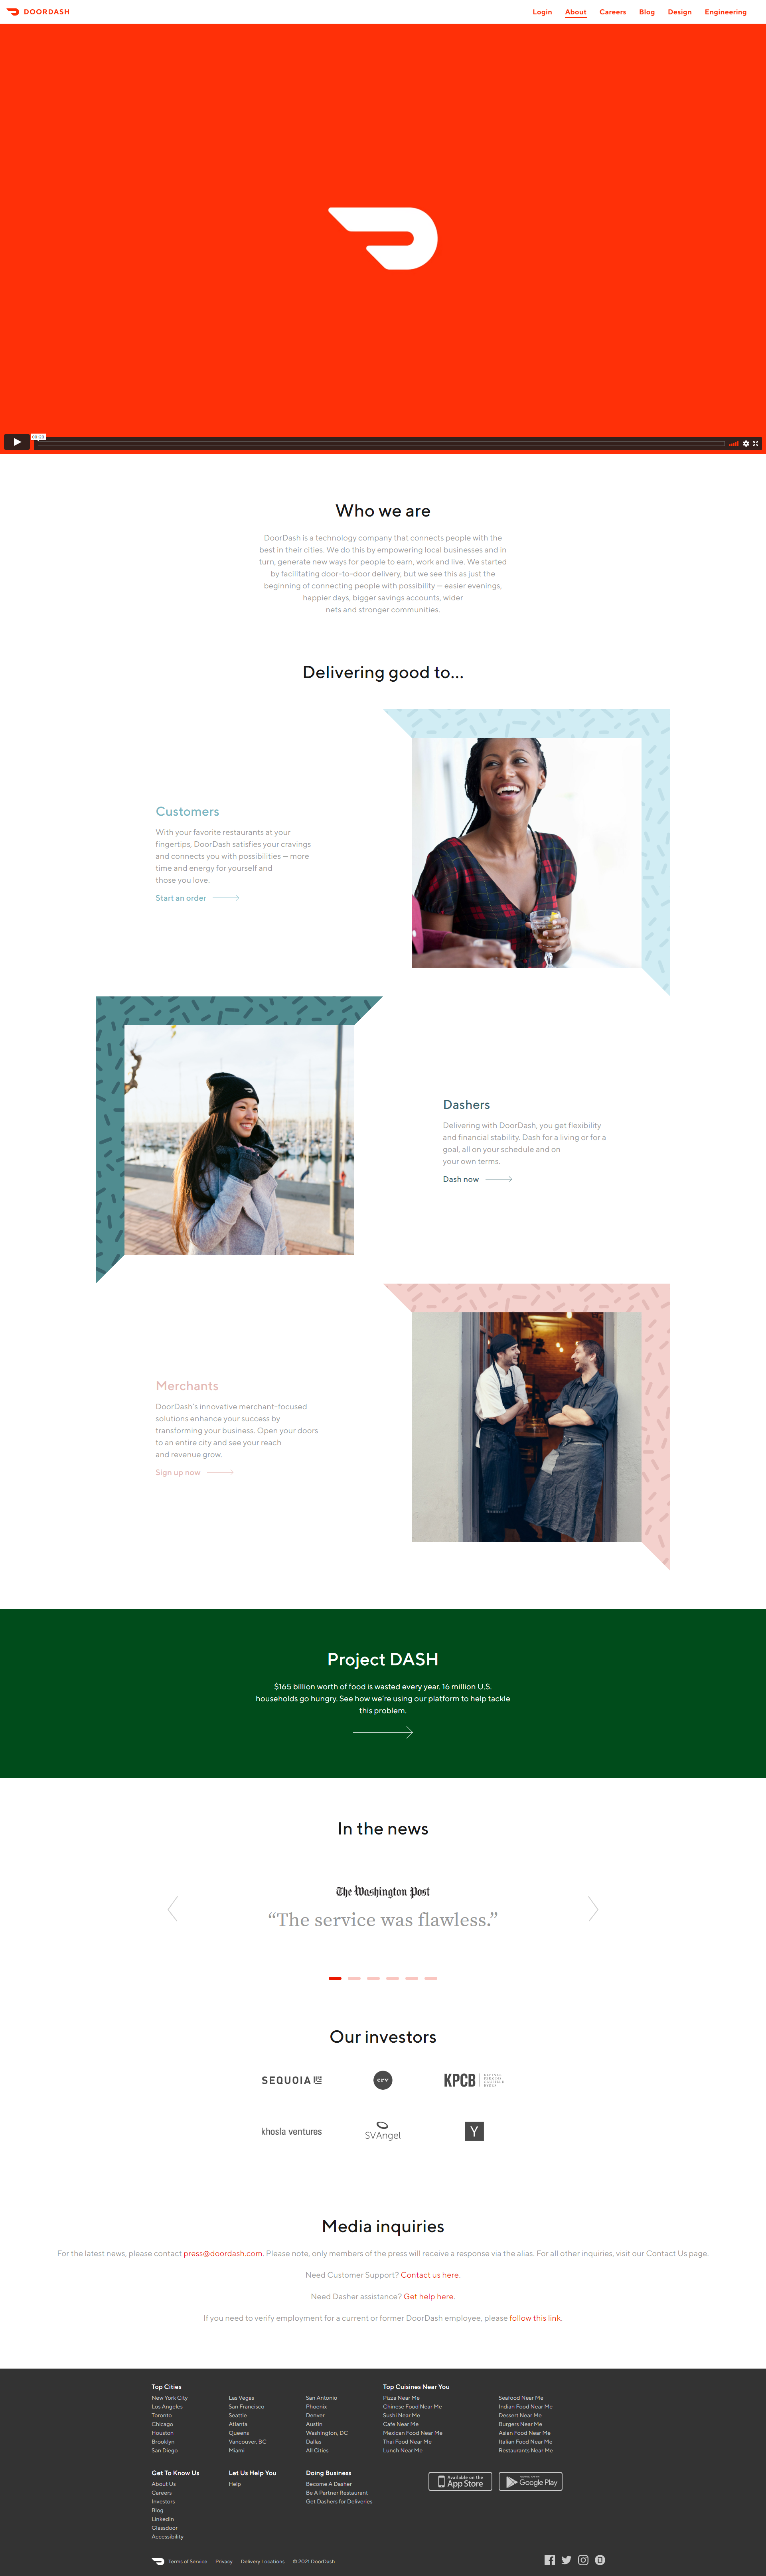 DOORDASH
Login About Careers Blog Design Engineering
00:28
Who we are
DoorDash is a technology company that connects people with the
best in their cities. We do this by empowering local businesses and in
turn, generate new ways for people to earn, work and live. We started
by facilitating door-to-door delivery, but we see this as just the
beginning of connecting people with possibility — easier evenings,
happier days, bigger savings accounts, wider
nets and stronger communities.
Delivering good to...
Customers
With your favorite restaurants at your
fingertips, DoorDash satisfies your cravings
and connects you with possibilities — more
time and energy for yourself and
those you love.
Start an order
Dashers
Delivering with DoorDash, you get flexibility
and financial stability. Dash for a living or for a
goal, all on your schedule and on
your own terms.
Dash now
Merchants
DoorDash's innovative merchant-focused
solutions enhance your success by
transforming your business. Open your doors
to an entire city and see your reach
and revenue grow.
Sign up now
Project DASH
$165 billion worth of food is wasted every year. 16 million U.S.
households go hungry. See how we're using our platform to help tackle
this problem.
In the news
The Washington Post
“The service was flawless.”
Our investors
SEQUOIA
crv
KPCB
khosla ventures
SVAngel
Y
Media inquiries
For the latest news, please contact press@doordash.com. Please note, only members of the press will receive a response via the alias. For all other inquiries, visit our Contact Us page.
Need Customer Support? Contact us here.
Need Dasher assistance? Get help here.
If you need to verify employment for a current or former DoorDash employee, please follow this link.
Top Cities
New York City
Los Angeles
Toronto
Chicago
Houston
Brooklyn
San Diego
Las Vegas
San Francisco
Seattle
Atlanta
Queens
Vancouver, BC
Miami
San Antonio
Phoenix
Denver
Austin
Washington, DC
Dallas
All Cities
Top Cuisines Near You
Pizza Near Me
Chinese Food Near Me
Sushi Near Me
Cafe Near Me
Mexican Food Near Me
Thai Food Near Me
Lunch Near Me
Seafood Near Me
Indian Food Near Me
Dessert Near Me
Burgers Near Me
Asian Food Near Me
Italian Food Near Me
Restaurants Near Me
Get To Know Us
About Us
Careers
Investors
Blog
LinkedIn
Glassdoor
Accessibility
Let Us Help You
Help
Doing Business
Become A Dasher
Be A Partner Restaurant
Get Dashers for Deliveries
Available on the
App Store
Google Play
Terms of Service Privacy Delivery Locations © 2021 DoorDash